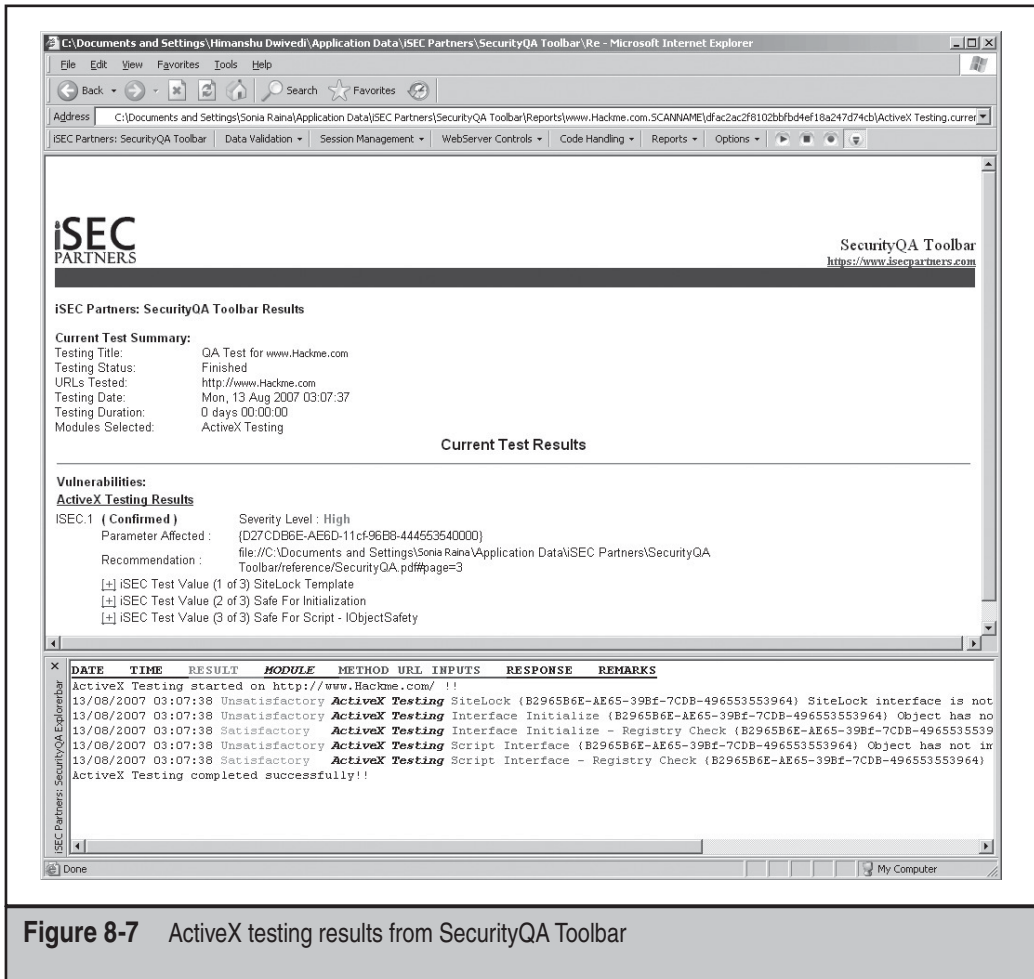 C:\Documents and Settings\Himanshu Dwivedi\Application Data\iSEC Partners\SecurityQA Toolbar\Re - Microsoft Internet Explorer
File Edit View Favorites Tools Help
Back Search Favorites
Address C:\Documents and Settings\Sonia Raina\Application Data\iSEC Partners\SecurityQA Toolbar\Reports\www.Hackme.com.SCANNAME\dfac2ac2f8102bbfbd4ef18a247d74cb\ActiveX Testing.currer
iSEC Partners: SecurityQA Toolbar Data Validation Session Management WebServer Controls Code Handling Reports Options
iSEC
PARTNERS
SecurityQA Toolbar
https://www.isecpartners.com
iSEC Partners: SecurityQA Toolbar Results
Current Test Summary:
Testing Title: QA Test for www.Hackme.com
Testing Status: Finished
URLs Tested: http://www.Hackme.com
Testing Date: Mon, 13 Aug 2007 03:07:37
Testing Duration: 0 days 00:00:00
Modules Selected: ActiveX Testing
Current Test Results
Vulnerabilities:
ActiveX Testing Results
ISEC.1 ( Confirmed ) Severity Level : High
Parameter Affected : {D27CDB6E-AE6D-11cf-96B8-444553540000}
Recommendation : file://C:\Documents and Settings\Sonia Raina\Application Data\iSEC Partners\SecurityQA
Toolbar/reference/SecurityQA.pdf#page=3
[+] iSEC Test Value (1 of 3) SiteLock Template
[+] iSEC Test Value (2 of 3) Safe For Initialization
[+] iSEC Test Value (3 of 3) Safe For Script - IObjectSafety
iSEC Partners: SecurityQA Explorerbar
DATE TIME RESULT MODULE METHOD URL INPUTS RESPONSE REMARKS
ActiveX Testing started on http://www.Hackme.com/ !!
13/08/2007 03:07:38 Unsatisfactory ActiveX Testing SiteLock {B2965B6E-AE65-39Bf-7CDB-496553553964} SiteLock interface is not
13/08/2007 03:07:38 Unsatisfactory ActiveX Testing Interface Initialize {B2965B6E-AE65-39Bf-7CDB-496553553964} Object has no
13/08/2007 03:07:38 Satisfactory ActiveX Testing Interface Initialize - Registry Check {B2965B6E-AE65-39Bf-7CDB-4965535539
13/08/2007 03:07:38 Unsatisfactory ActiveX Testing Script Interface {B2965B6E-AE65-39Bf-7CDB-496553553964} Object has not im
13/08/2007 03:07:38 Satisfactory ActiveX Testing Script Interface - Registry Check {B2965B6E-AE65-39Bf-7CDB-496553553964}
ActiveX Testing completed successfully!!
Done My Computer
Figure 8-7 ActiveX testing results from SecurityQA Toolbar